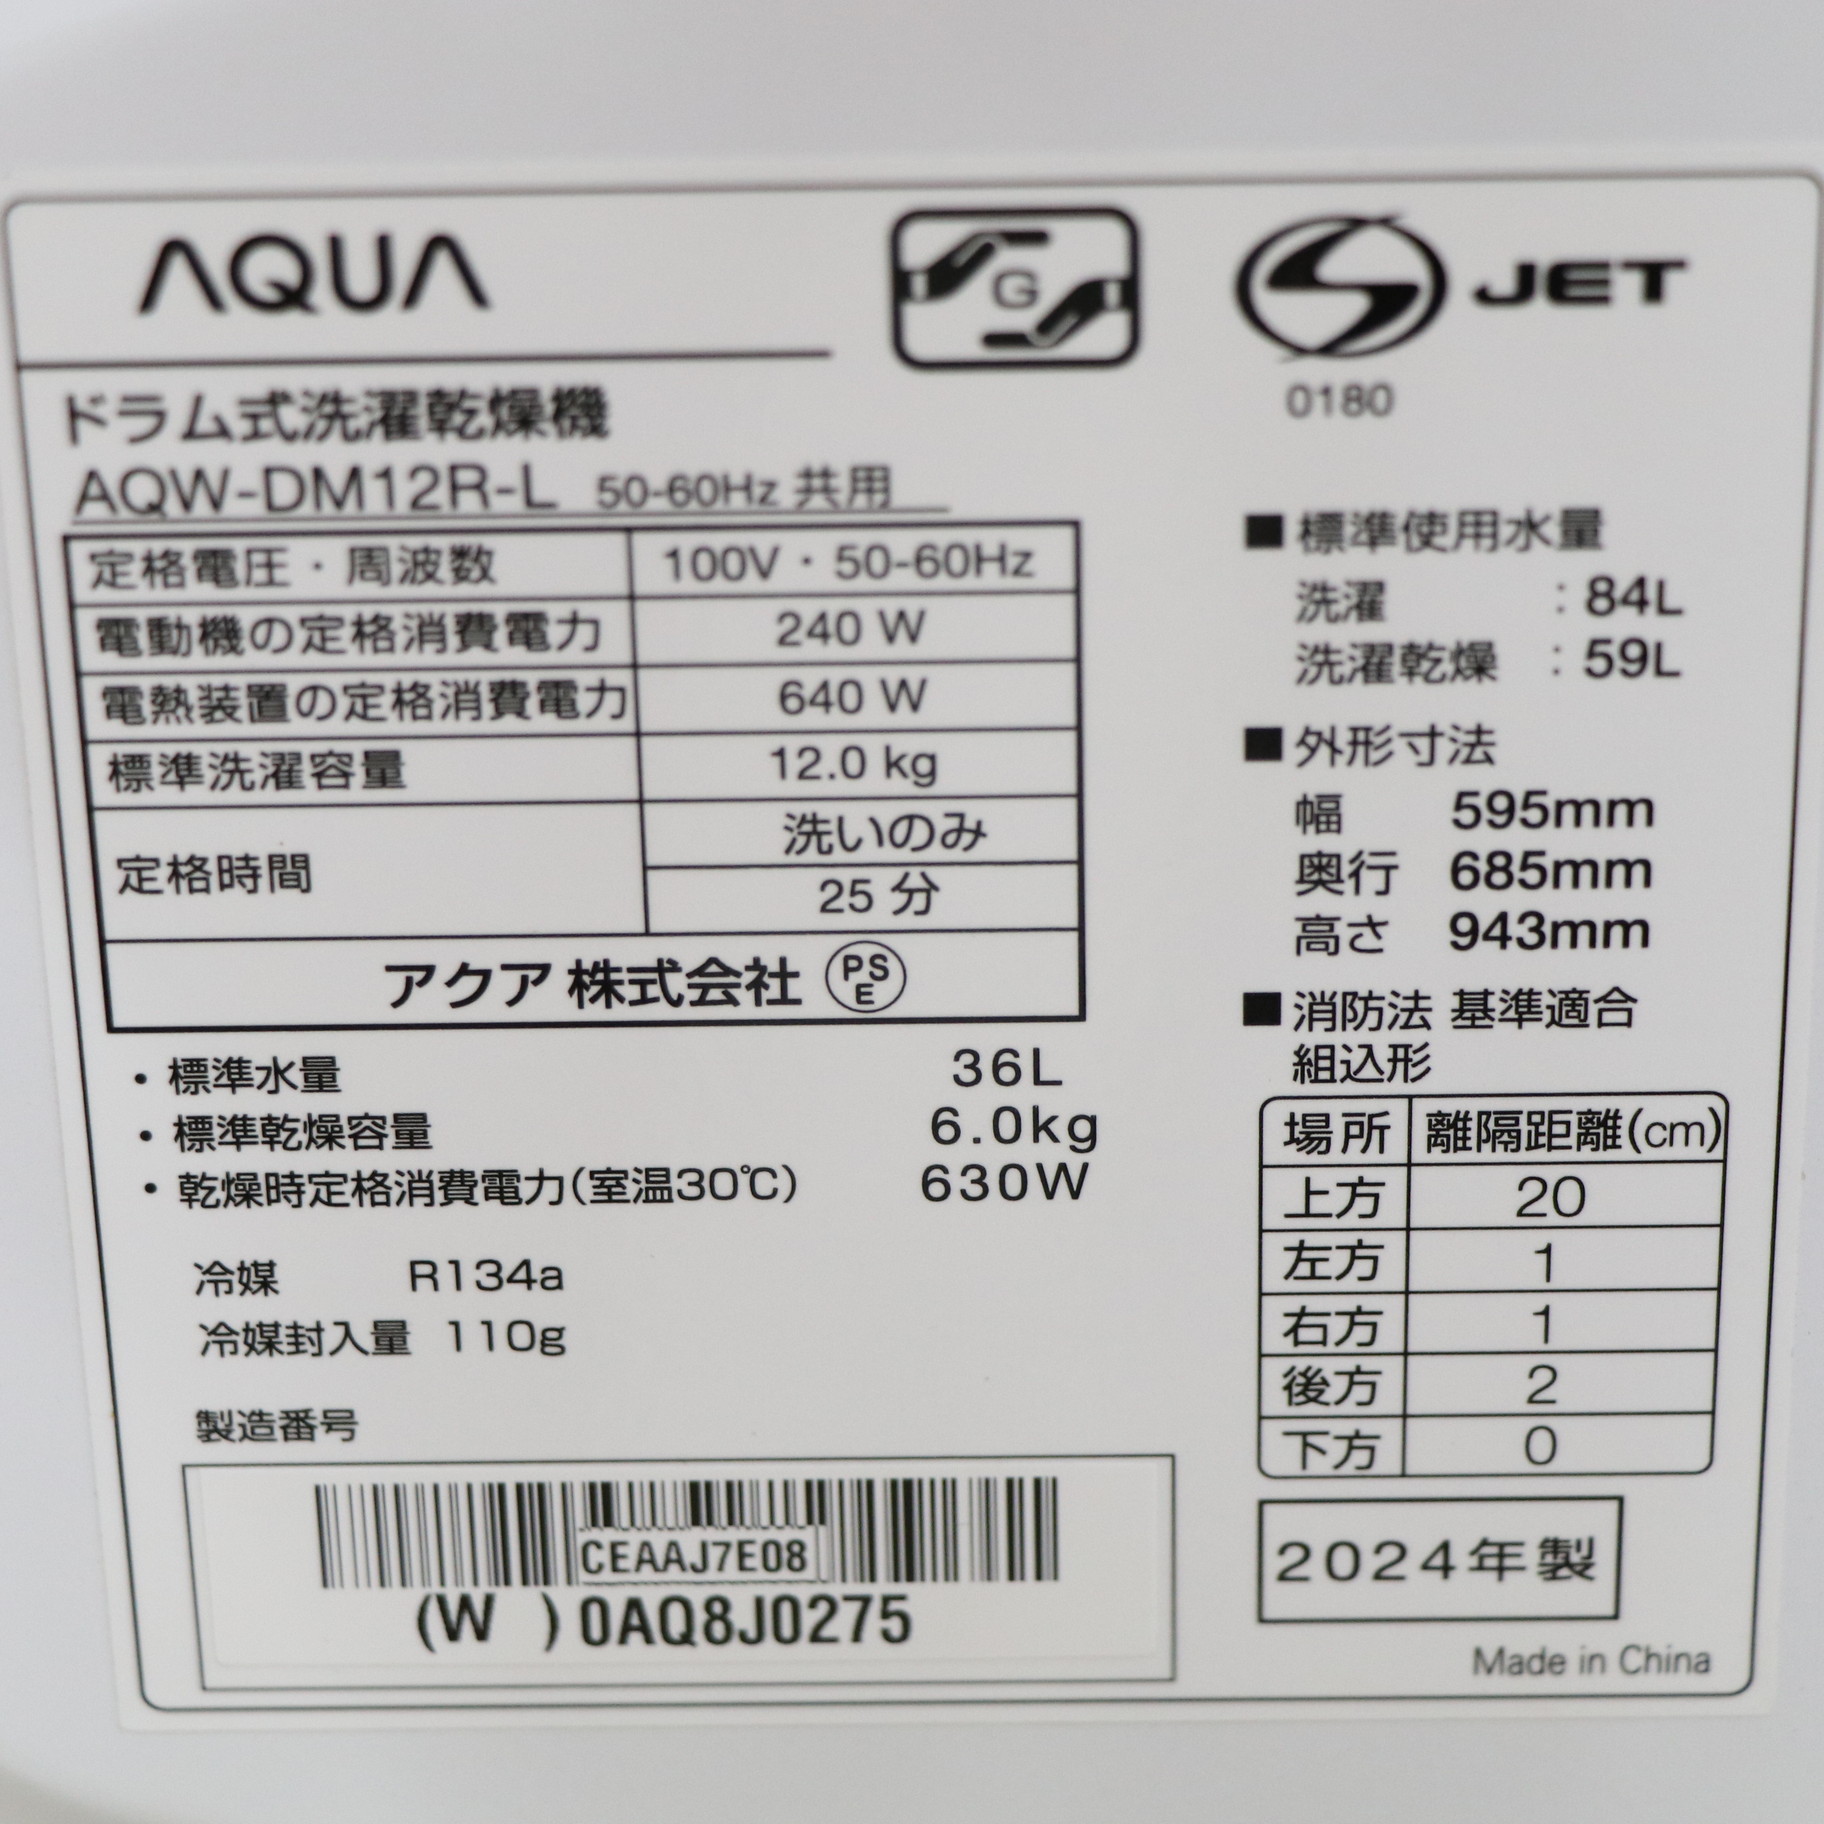 AQUA
G
JET
0180
ドラム式洗濯乾燥機
AQW-DM12R-L 50-60Hz 共用
定格電圧・周波数 100V・50-60Hz
電動機の定格消費電力 240 W
電熱装置の定格消費電力 640 W
標準洗濯容量 12.0 kg
定格時間 洗いのみ
25 分
アクア 株式会社 PSE
・標準水量 36L
・標準乾燥容量 6.0kg
・乾燥時定格消費電力(室温30℃) 630W
冷媒 R134a
冷媒封入量 110g
製造番号
CEAAJ7E08
(W ) 0AQ8J0275
■標準使用水量
洗濯 : 84L
洗濯乾燥 : 59L
■外形寸法
幅 595mm
奥行 685mm
高さ 943mm
■消防法 基準適合
組込形
場所 離隔距離(cm)
上方 20
左方 1
右方 1
後方 2
下方 0
2024年製
Made in China